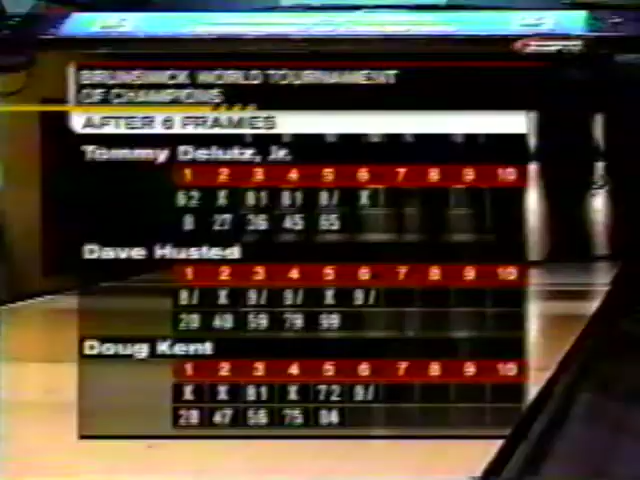 ESPN
BRUNSWICK WORLD TOURNAMENT
OF CHAMPIONS
AFTER 6 FRAMES
Tommy Delutz, Jr.
1 2 3 4 5 6 7 8 9 10
62 X 81 81 9/ X
8 27 36 45 65
Dave Husted
1 2 3 4 5 6 7 8 9 10
9/ X 9/ 9/ X 9/
20 40 59 79 99
Doug Kent
1 2 3 4 5 6 7 8 9 10
X X 81 X 72 9/
28 47 56 75 84